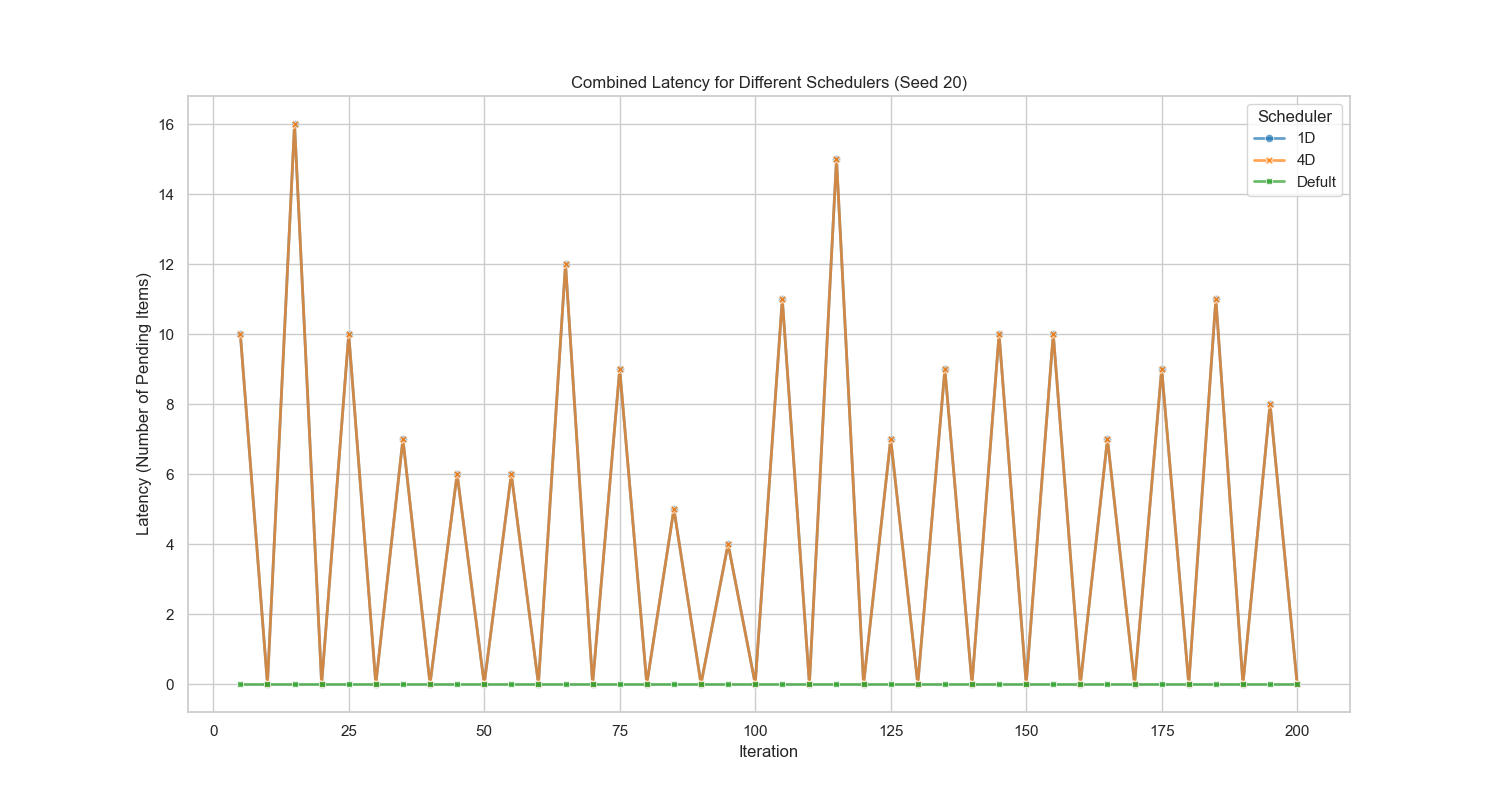 Combined Latency for Different Schedulers (Seed 20)
Scheduler
1D
4D
Defult
Latency (Number of Pending Items)
16
14
12
10
8
6
4
2
0
0 25 50 75 100 125 150 175 200
Iteration